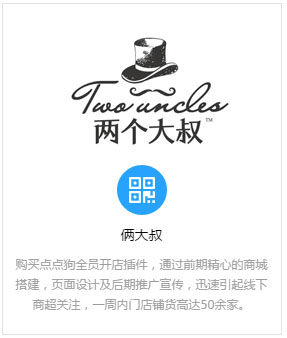 Two uncles
两个大叔™
俩大叔
购买点点狗全员开店插件，通过前期精心的商城
搭建，页面设计及后期推广宣传，迅速引起线下
商超关注，一周内门店铺货高达50余家。